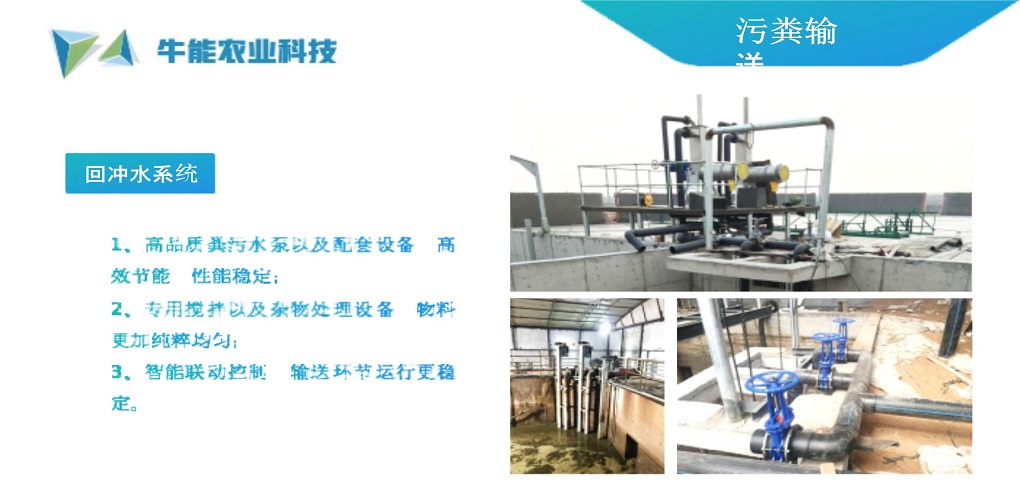 牛能农业科技
污粪输
送
回冲水系统
1、高品质粪污水泵以及配套设备 高
效节能 性能稳定；
2、专用搅拌以及杂物处理设备 物料
更加纯粹均匀；
3、智能联动控制 输送环节运行更稳
定。